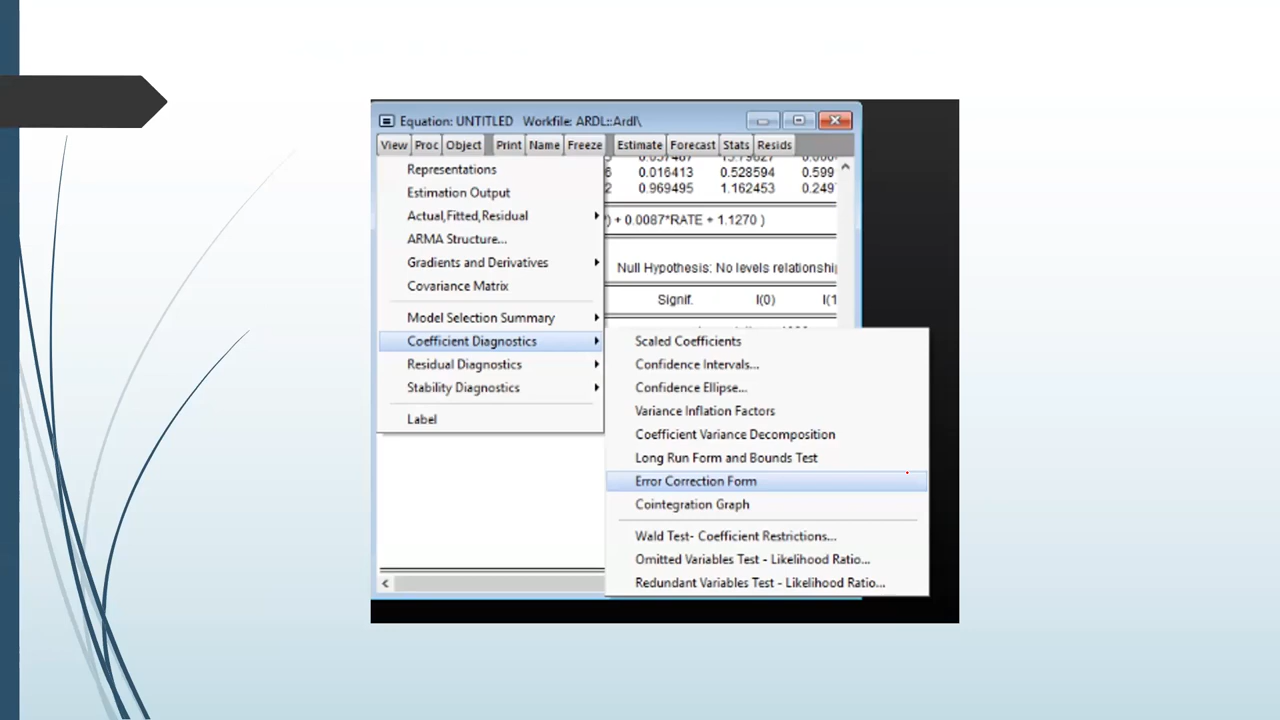 Equation: UNTITLED Workfile: ARDL::Ardl\
View Proc Object Print Name Freeze Estimate Forecast Stats Resids
Representations
Estimation Output
Actual,Fitted,Residual
ARMA Structure...
Gradients and Derivatives
Covariance Matrix
Model Selection Summary
Coefficient Diagnostics
Residual Diagnostics
Stability Diagnostics
Label
6 0.016413 0.528594 0.599
2 0.969495 1.162453 0.249
) + 0.0087*RATE + 1.1270 )
Null Hypothesis: No levels relationshi
Signif. I(0) I(1
Scaled Coefficients
Confidence Intervals...
Confidence Ellipse...
Variance Inflation Factors
Coefficient Variance Decomposition
Long Run Form and Bounds Test
Error Correction Form
Cointegration Graph
Wald Test- Coefficient Restrictions...
Omitted Variables Test - Likelihood Ratio...
Redundant Variables Test - Likelihood Ratio...